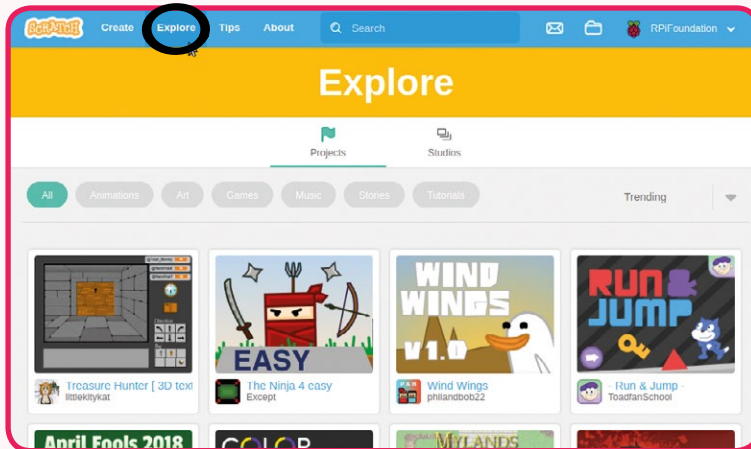 SCRATCH Create Explore Tips About Search RPiFoundation
Explore
Projects Studios
All Animations Art Games Music Stories Tutorials Trending
EASY
WIND
WINGS
V1.0
RUN &
JUMP
Treasure Hunter [ 3D text
littlekitykat
The Ninja 4 easy
Except
Wind Wings
philandbob22
- Run & Jump -
ToadfanSchool
April Fools 2018
COLOR
MYLANDS